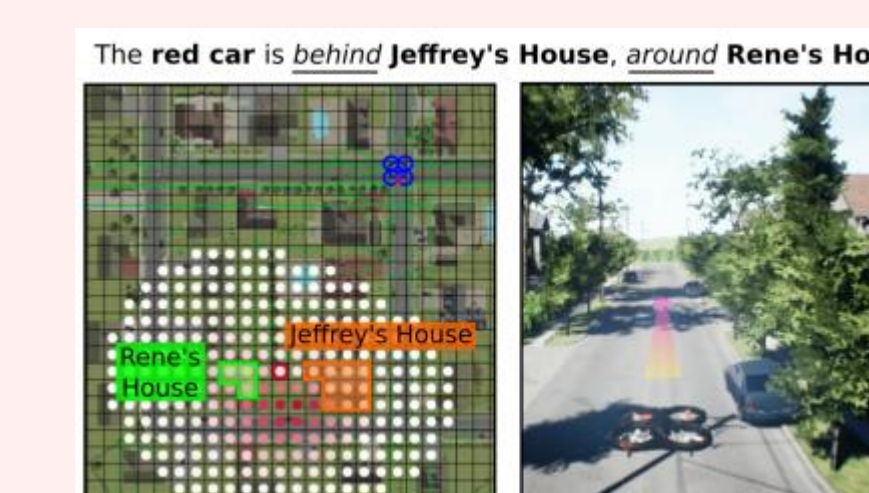 The red car is behind Jeffrey's House, around Rene's Ho
Jeffrey's House
Rene's
House